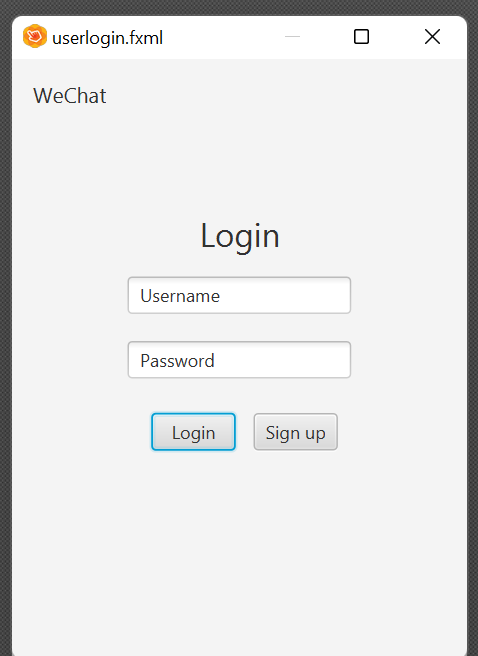 userlogin.fxml
WeChat
Login
Username
Password
Login Sign up